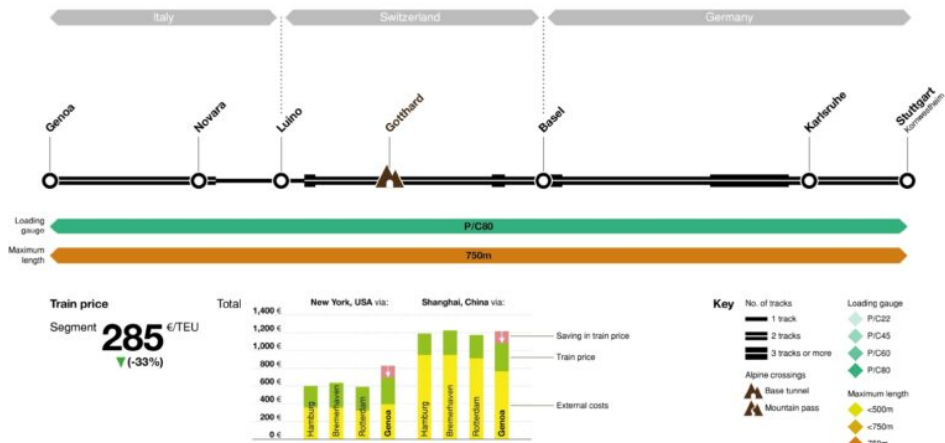 Italy
Switzerland
Germany
Genoa
Novara
Luino
Gotthard
Basel
Karlsruhe
Stuttgart
Kornwestheim
Loading
gauge
P/C80
Maximum
length
750m
Train price
Segment 285 €/TEU
(-33%)
Total
New York, USA via:
Shanghai, China via:
1,400 €
1,200 €
1,000 €
800 €
600 €
400 €
200 €
0 €
Hamburg
Bremerhaven
Rotterdam
Genoa
Hamburg
Bremerhaven
Rotterdam
Genoa
Saving in train price
Train price
External costs
Key
No. of tracks
1 track
2 tracks
3 tracks or more
Alpine crossings
Base tunnel
Mountain pass
Loading gauge
P/C22
P/C45
P/C60
P/C80
Maximum length
<500m
<750m